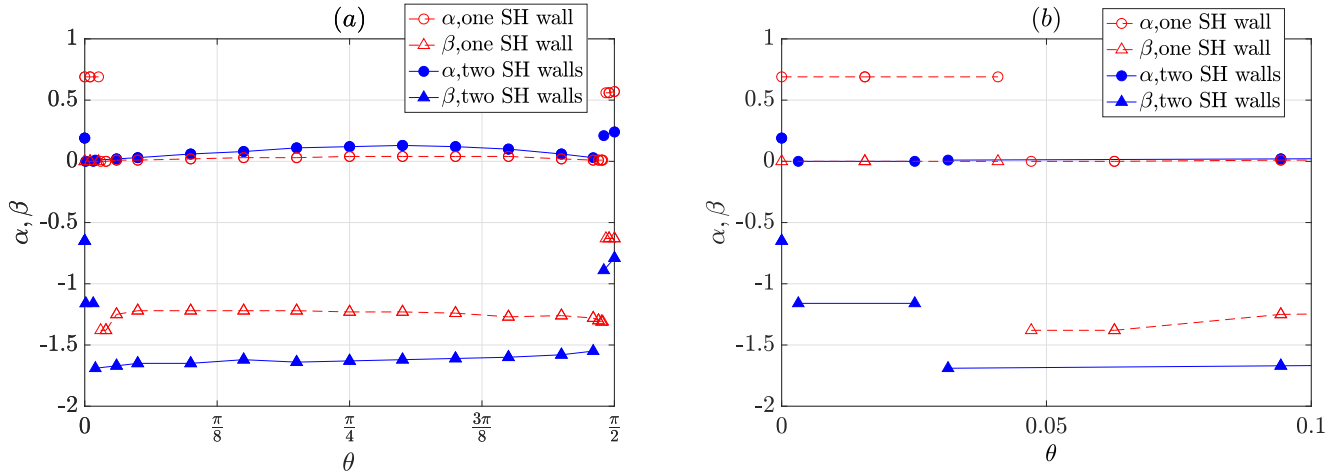 (a)
α,one SH wall
β,one SH wall
α,two SH walls
β,two SH walls
1
0.5
0
-0.5
-1
-1.5
-2
α, β
0
π/8
π/4
3π/8
π/2
θ
(b)
α,one SH wall
β,one SH wall
α,two SH walls
β,two SH walls
1
0.5
0
-0.5
-1
-1.5
-2
α, β
0
0.05
0.1
θ